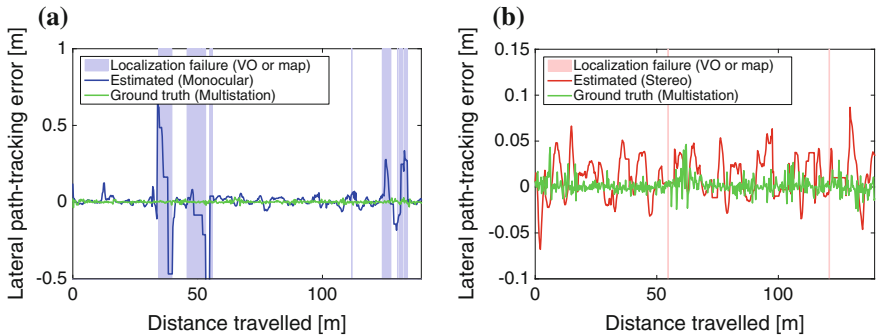 (a)
Lateral path-tracking error [m]
1
0.5
0
-0.5
Localization failure (VO or map)
Estimated (Monocular)
Ground truth (Multistation)
0
50
100
Distance travelled [m]
(b)
Lateral path-tracking error [m]
0.15
0.1
0.05
0
-0.05
-0.1
Localization failure (VO or map)
Estimated (Stereo)
Ground truth (Multistation)
0
50
100
Distance travelled [m]